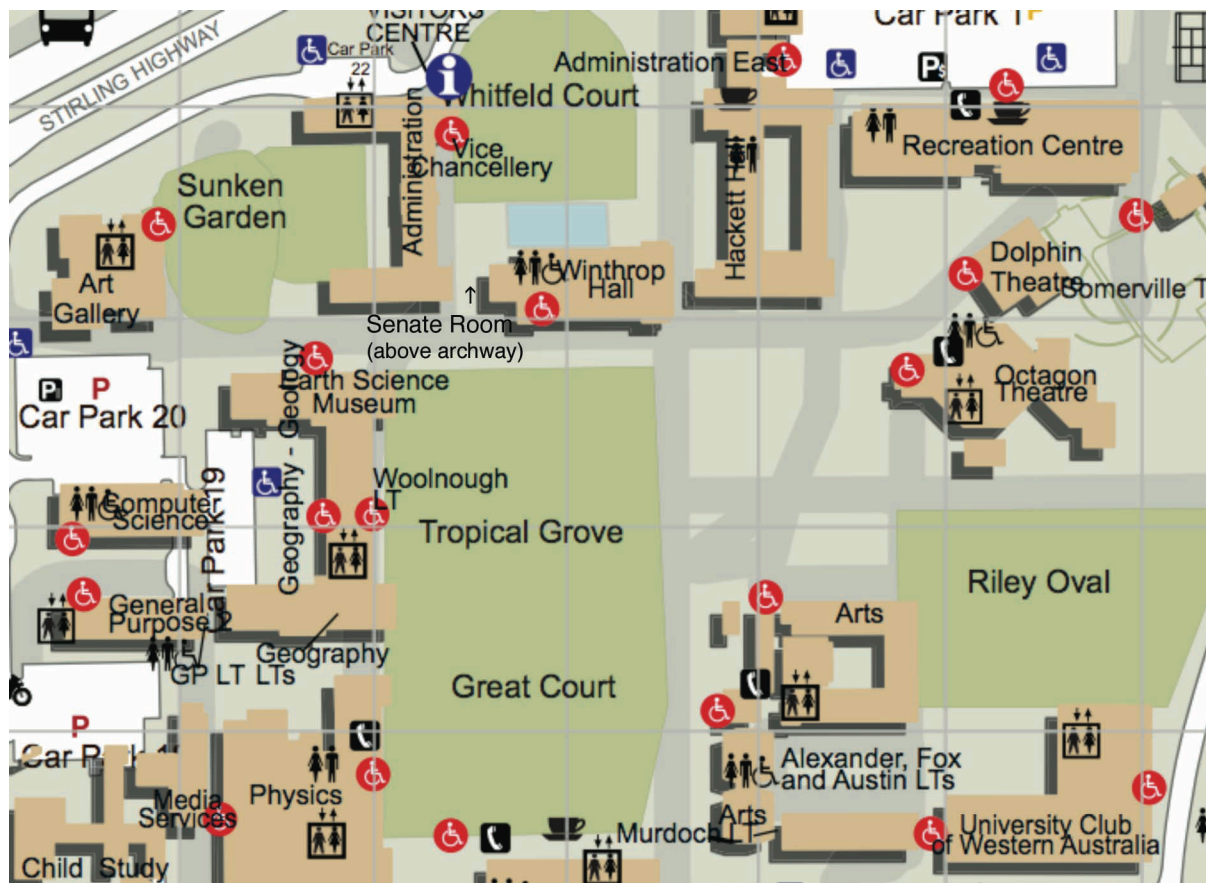 VISITORS
CENTRE
Car Park
22
STIRLING HIGHWAY
Administration East
Car Park 1
P
P
Whitfeld Court
i
Administration
Vice
Chancellery
Hackett Hall
Recreation Centre
Sunken
Garden
Art
Gallery
Winthrop
Hall
Dolphin
Theatre
Somerville T
Senate Room
(above archway)
Earth Science
Museum
Octagon
Theatre
P
P
Car Park 20
Geography - Geology
Woolnough
LT
Computer
Science
Car Park 19
Tropical Grove
Riley Oval
General
Purpose 2
GP LT LTs
Geography
Arts
Great Court
P
Car Park 1
Physics
Media
Services
Alexander, Fox
and Austin LTs
Arts
Murdoch LT
University Club
of Western Australia
Child Study